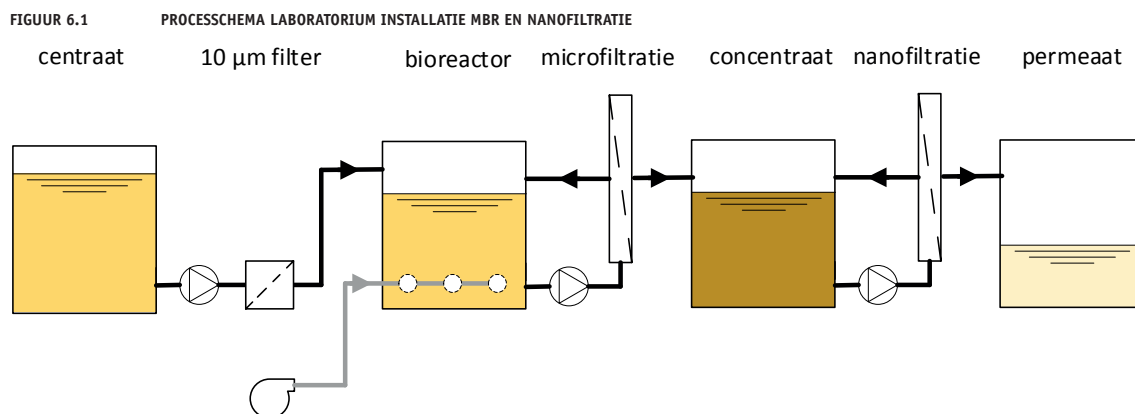 FIGUUR 6.1 PROCESSCHEMA LABORATORIUM INSTALLATIE MBR EN NANOFILTRATIE
centraat 10 µm filter bioreactor microfiltratie concentraat nanofiltratie permeaat